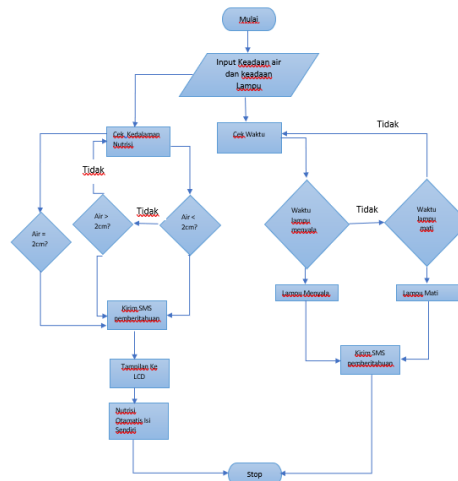 Mulai
Input Keadaan air
dan keadaan
Lampu
Cek Kedalaman
Nutrisi
Cek Waktu
Tidak
Tidak
Air =
2cm?
Air >
2cm?
Tidak
Air <
2cm?
Waktu
lampu
menyala
Tidak
Waktu
lampu
mati
Lampu Menyala
Lampu Mati
Kirim SMS
pemberitahuan
Kirim SMS
pemberitahuan
Tampilan Ke
LCD
Nutrisi
Otomatis Isi
Sendiri
Stop